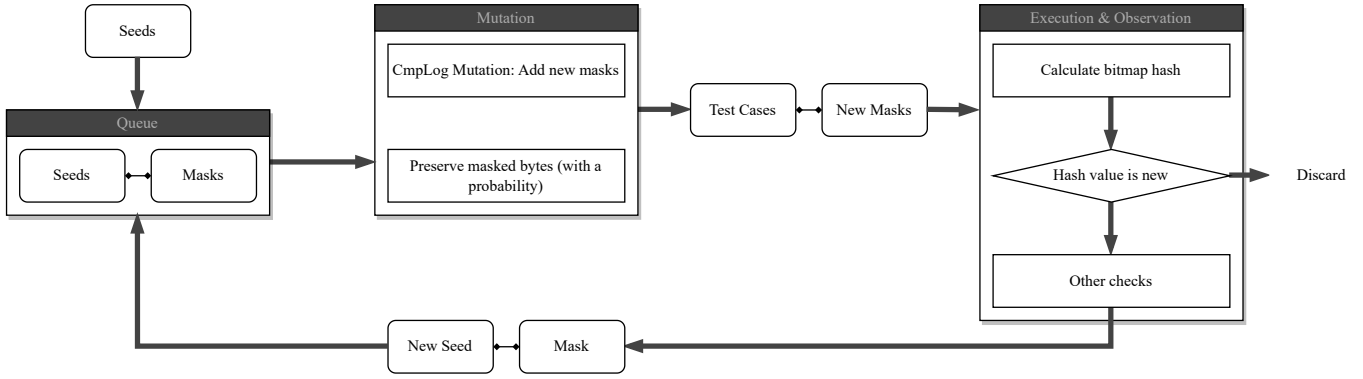 Seeds
Queue
Seeds
Masks
Mutation
CmpLog Mutation: Add new masks
Preserve masked bytes (with a
probability)
Test Cases
New Masks
Execution & Observation
Calculate bitmap hash
Hash value is new
Discard
Other checks
New Seed
Mask